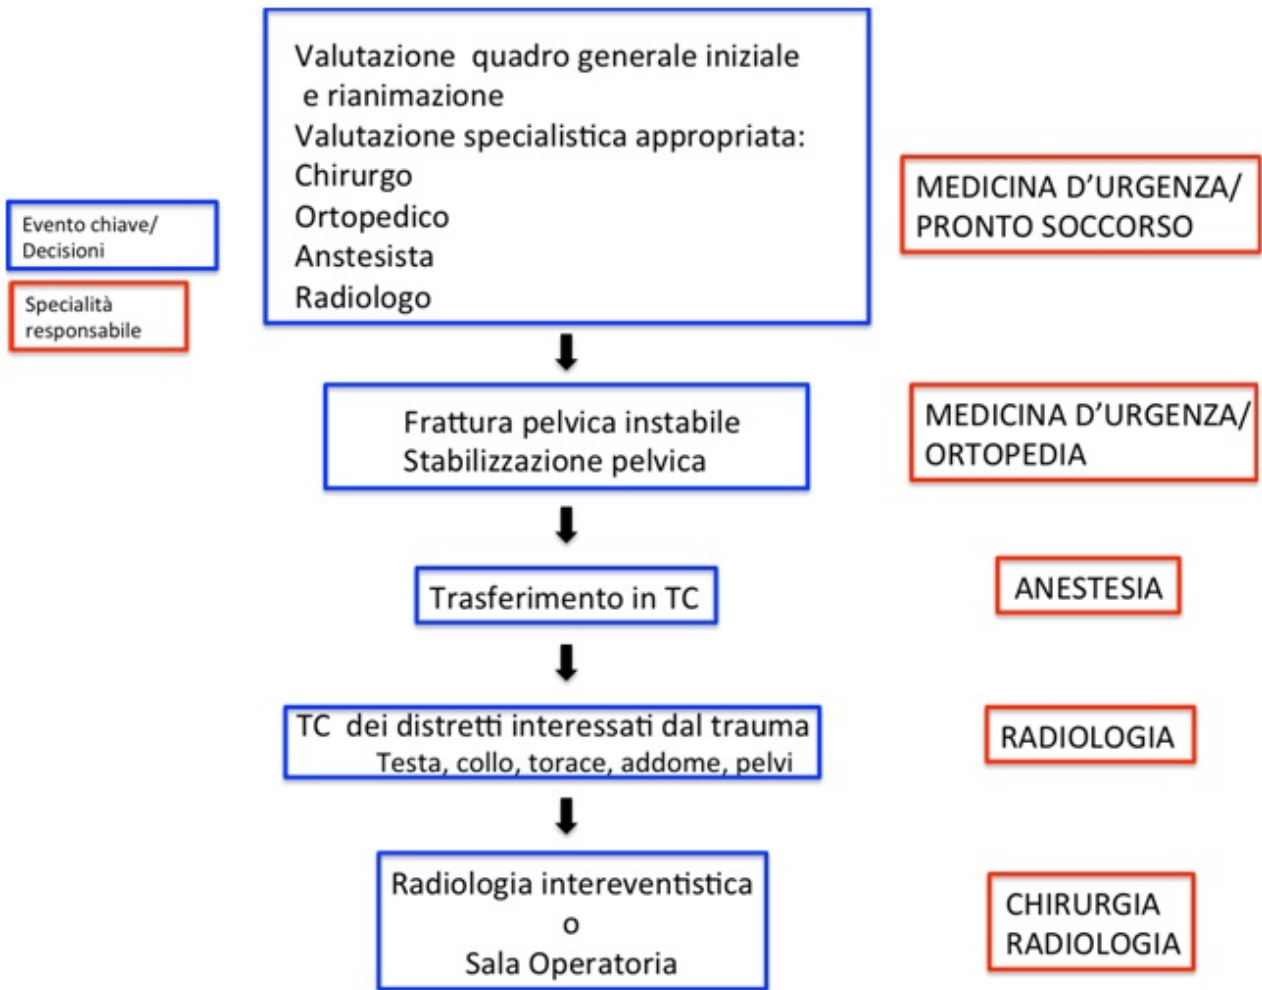 Valutazione quadro generale iniziale
e rianimazione
Valutazione specialistica appropriata:
Chirurgo
Ortopedico
Anstesista
Radiologo
MEDICINA D'URGENZA/
PRONTO SOCCORSO
Evento chiave/
Decisioni
Specialità
responsabile
Frattura pelvica instabile
Stabilizzazione pelvica
MEDICINA D'URGENZA/
ORTOPEDIA
Trasferimento in TC
ANESTESIA
TC dei distretti interessati dal trauma
Testa, collo, torace, addome, pelvi
RADIOLOGIA
Radiologia intereventistica
o
Sala Operatoria
CHIRURGIA
RADIOLOGIA